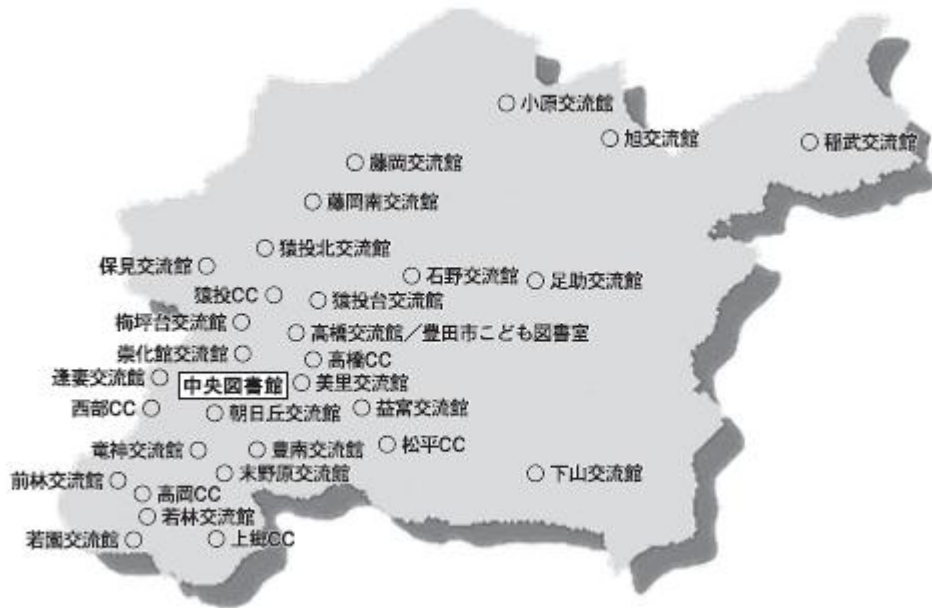 小原交流館
旭交流館
稲武交流館
藤岡交流館
藤岡南交流館
猿投北交流館
保見交流館
石野交流館
足助交流館
猿投CC
猿投台交流館
梅坪台交流館
高橋交流館／豊田市こども図書室
崇化館交流館
高橋CC
逢妻交流館
中央図書館
美里交流館
西部CC
朝日丘交流館
益富交流館
竜神交流館
豊南交流館
松平CC
前林交流館
末野原交流館
下山交流館
高岡CC
若林交流館
若園交流館
上郷CC